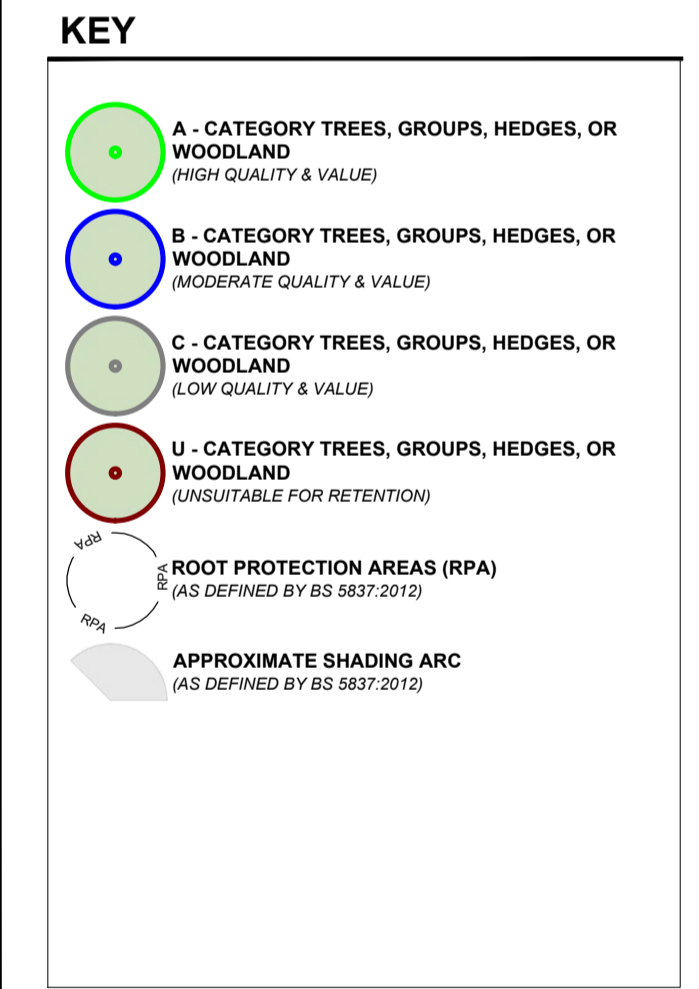 KEY
A - CATEGORY TREES, GROUPS, HEDGES, OR
WOODLAND
(HIGH QUALITY & VALUE)
B - CATEGORY TREES, GROUPS, HEDGES, OR
WOODLAND
(MODERATE QUALITY & VALUE)
C - CATEGORY TREES, GROUPS, HEDGES, OR
WOODLAND
(LOW QUALITY & VALUE)
U - CATEGORY TREES, GROUPS, HEDGES, OR
WOODLAND
(UNSUITABLE FOR RETENTION)
RPA
RPA
RPA
ROOT PROTECTION AREAS (RPA)
(AS DEFINED BY BS 5837:2012)
APPROXIMATE SHADING ARC
(AS DEFINED BY BS 5837:2012)